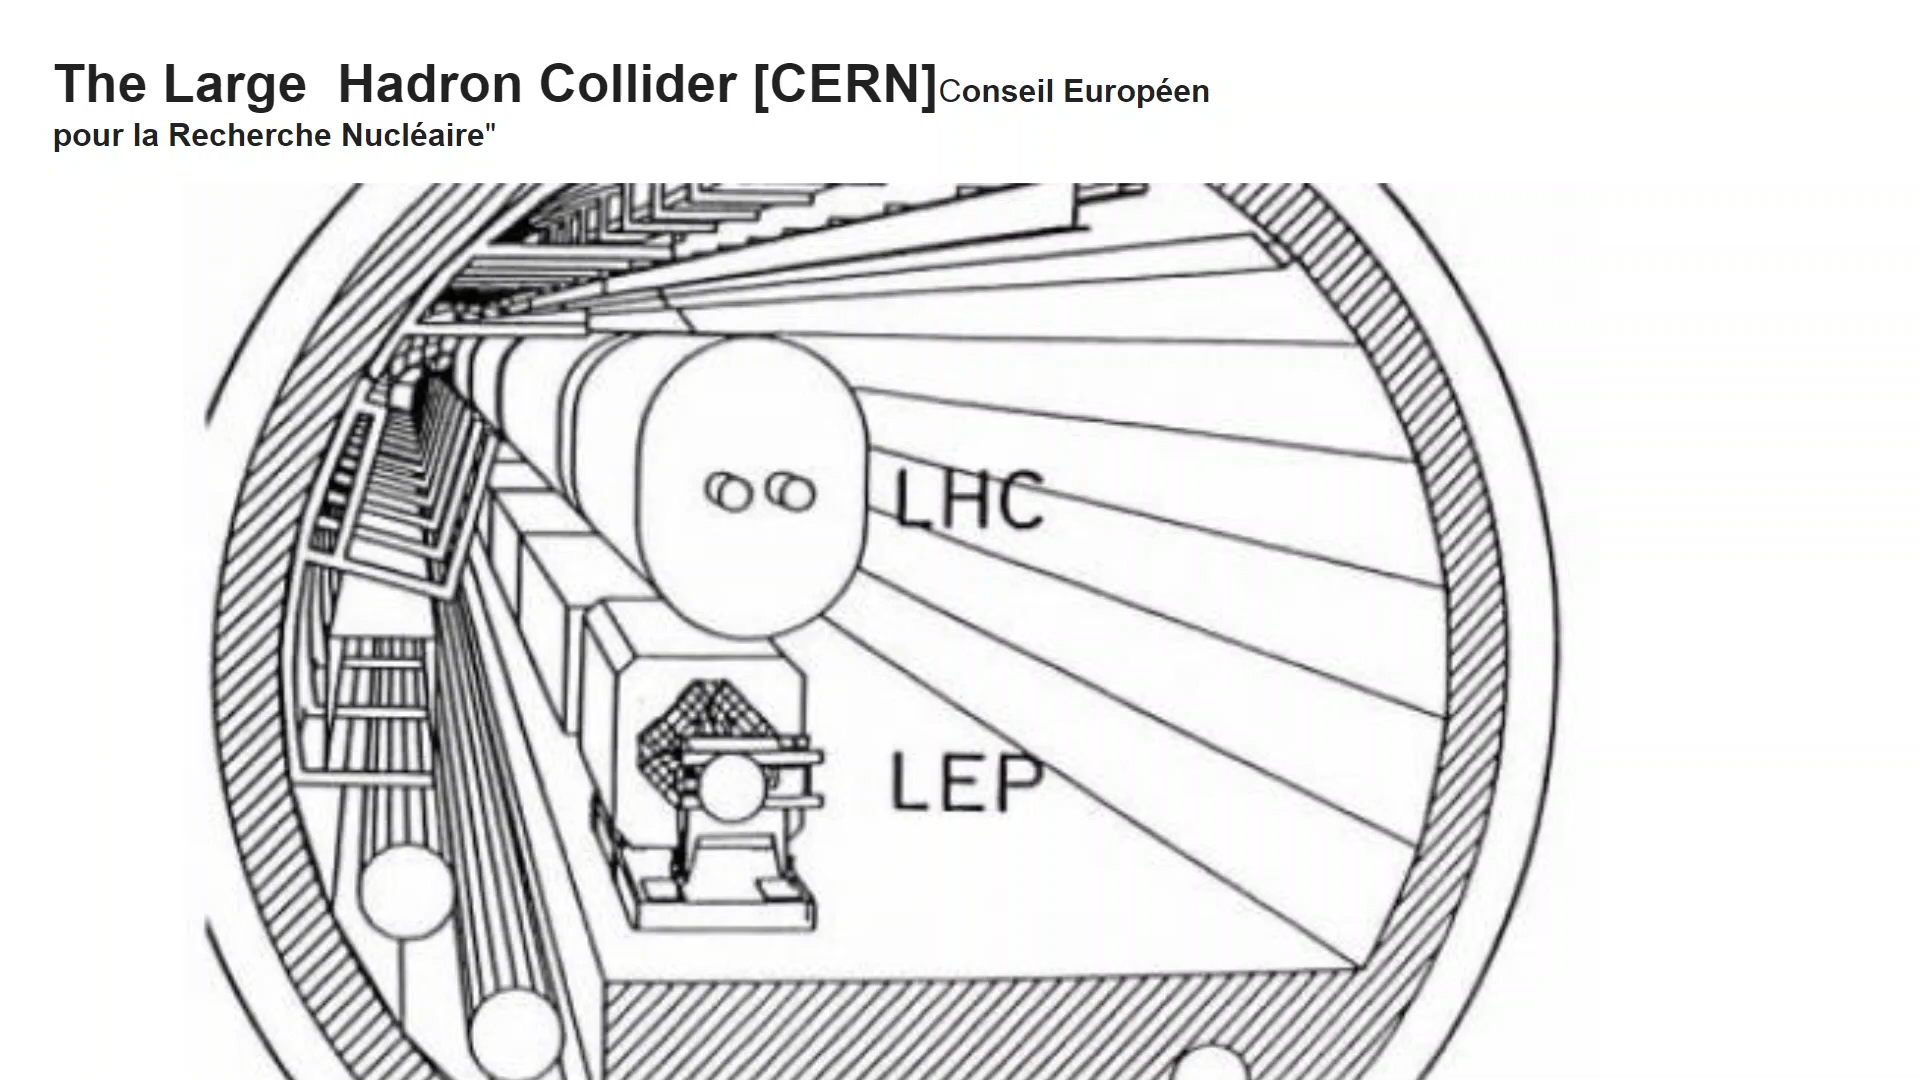 The Large  Hadron Collider [CERN]Conseil Européen
pour la Recherche Nucléaire"
LHC
LEP